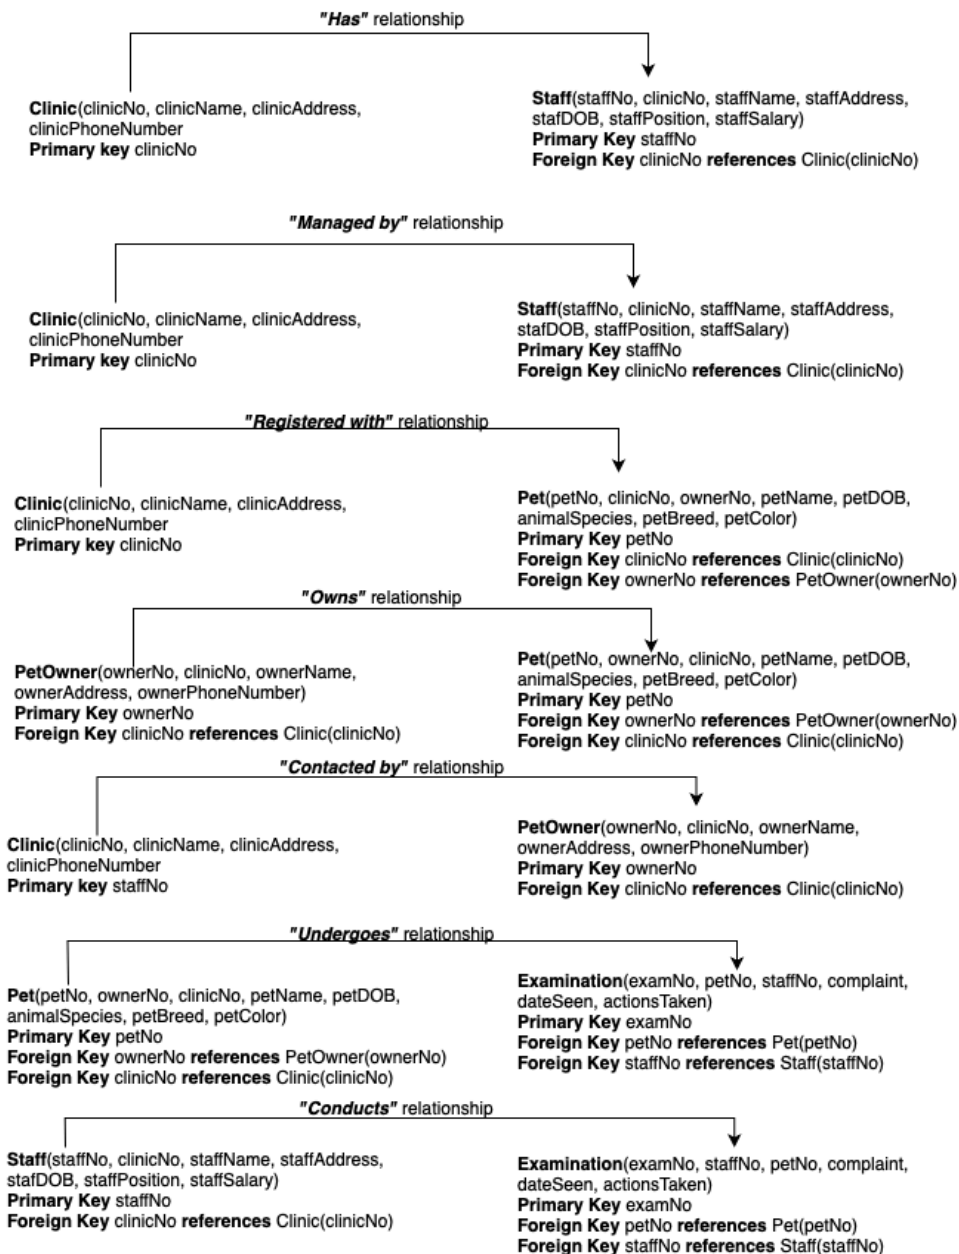 "Has" relationship
Clinic(clinicNo, clinicName, clinicAddress,
clinicPhoneNumber
Primary key clinicNo
Staff(staffNo, clinicNo, staffName, staffAddress,
stafDOB, staffPosition, staffSalary)
Primary Key staffNo
Foreign Key clinicNo references Clinic(clinicNo)
"Managed by" relationship
Clinic(clinicNo, clinicName, clinicAddress,
clinicPhoneNumber
Primary key clinicNo
Staff(staffNo, clinicNo, staffName, staffAddress,
stafDOB, staffPosition, staffSalary)
Primary Key staffNo
Foreign Key clinicNo references Clinic(clinicNo)
"Registered with" relationship
Clinic(clinicNo, clinicName, clinicAddress,
clinicPhoneNumber
Primary key clinicNo
Pet(petNo, clinicNo, ownerNo, petName, petDOB,
animalSpecies, petBreed, petColor)
Primary Key petNo
Foreign Key clinicNo references Clinic(clinicNo)
Foreign Key ownerNo references PetOwner(ownerNo)
"Owns" relationship
PetOwner(ownerNo, clinicNo, ownerName,
ownerAddress, ownerPhoneNumber)
Primary Key ownerNo
Foreign Key clinicNo references Clinic(clinicNo)
Pet(petNo, ownerNo, clinicNo, petName, petDOB,
animalSpecies, petBreed, petColor)
Primary Key petNo
Foreign Key ownerNo references PetOwner(ownerNo)
Foreign Key clinicNo references Clinic(clinicNo)
"Contacted by" relationship
Clinic(clinicNo, clinicName, clinicAddress,
clinicPhoneNumber
Primary key staffNo
PetOwner(ownerNo, clinicNo, ownerName,
ownerAddress, ownerPhoneNumber)
Primary Key ownerNo
Foreign Key clinicNo references Clinic(clinicNo)
"Undergoes" relationship
Pet(petNo, ownerNo, clinicNo, petName, petDOB,
animalSpecies, petBreed, petColor)
Primary Key petNo
Foreign Key ownerNo references PetOwner(ownerNo)
Foreign Key clinicNo references Clinic(clinicNo)
Examination(examNo, petNo, staffNo, complaint,
dateSeen, actionsTaken)
Primary Key examNo
Foreign Key petNo references Pet(petNo)
Foreign Key staffNo references Staff(staffNo)
"Conducts" relationship
Staff(staffNo, clinicNo, staffName, staffAddress,
stafDOB, staffPosition, staffSalary)
Primary Key staffNo
Foreign Key clinicNo references Clinic(clinicNo)
Examination(examNo, staffNo, petNo, complaint,
dateSeen, actionsTaken)
Primary Key examNo
Foreign Key petNo references Pet(petNo)
Foreign Key staffNo references Staff(staffNo)